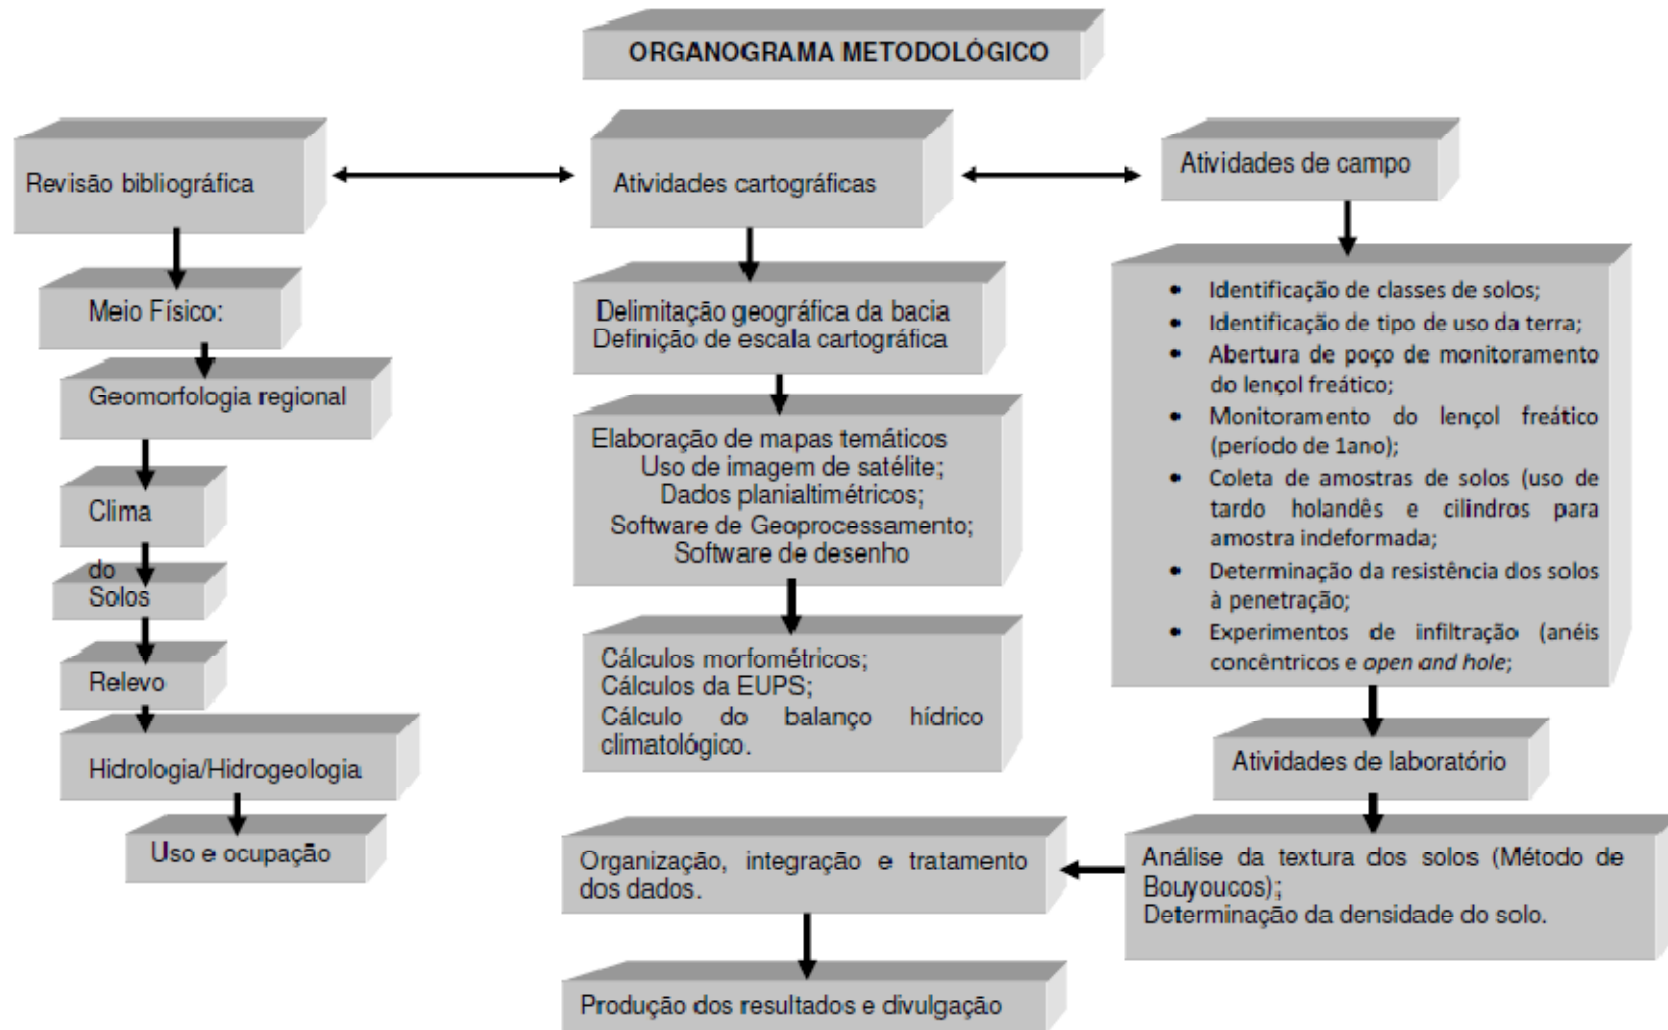 ORGANOGRAMA METODOLÓGICO
Revisão bibliográfica
Meio Físico:
Geomorfologia regional
Clima
do
Solos
Relevo
Hidrologia/Hidrogeologia
Uso e ocupação
Atividades cartográficas
Delimitação geográfica da bacia
Definição de escala cartográfica
Elaboração de mapas temáticos
Uso de imagem de satélite;
Dados planialtimétricos;
Software de Geoprocessamento;
Software de desenho
Cálculos morfométricos;
Cálculos da EUPS;
Cálculo do balanço hídrico
climatológico.
Atividades de campo
• Identificação de classes de solos;
• Identificação de tipo de uso da terra;
• Abertura de poço de monitoramento
do lençol freático;
• Monitoramento do lençol freático
(período de 1ano);
• Coleta de amostras de solos (uso de
tardo holandês e cilindros para
amostra indeformada;
• Determinação da resistência dos solos
à penetração;
• Experimentos de infiltração (anéis
concêntricos e open and hole;
Atividades de laboratório
Análise da textura dos solos (Método de
Bouyoucos);
Determinação da densidade do solo.
Organização, integração e tratamento
dos dados.
Produção dos resultados e divulgação